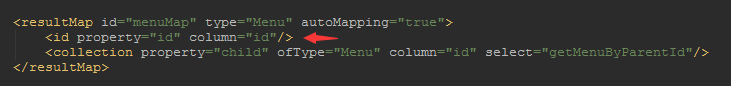 <resultMap id="menuMap" type="Menu" autoMapping="true">
<id property="id" column="id"/>
<collection property="child" ofType="Menu" column="id" select="getMenuByParentId"/>
</resultMap>